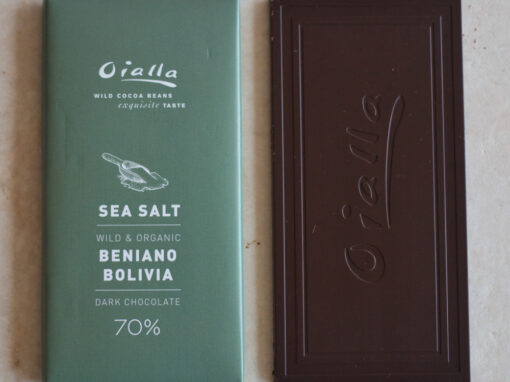 Oialla
WILD COCOA BEANS
exquisite TASTE
SEA SALT
WILD & ORGANIC
BENIANO
BOLIVIA
DARK CHOCOLATE
70%
Oialla